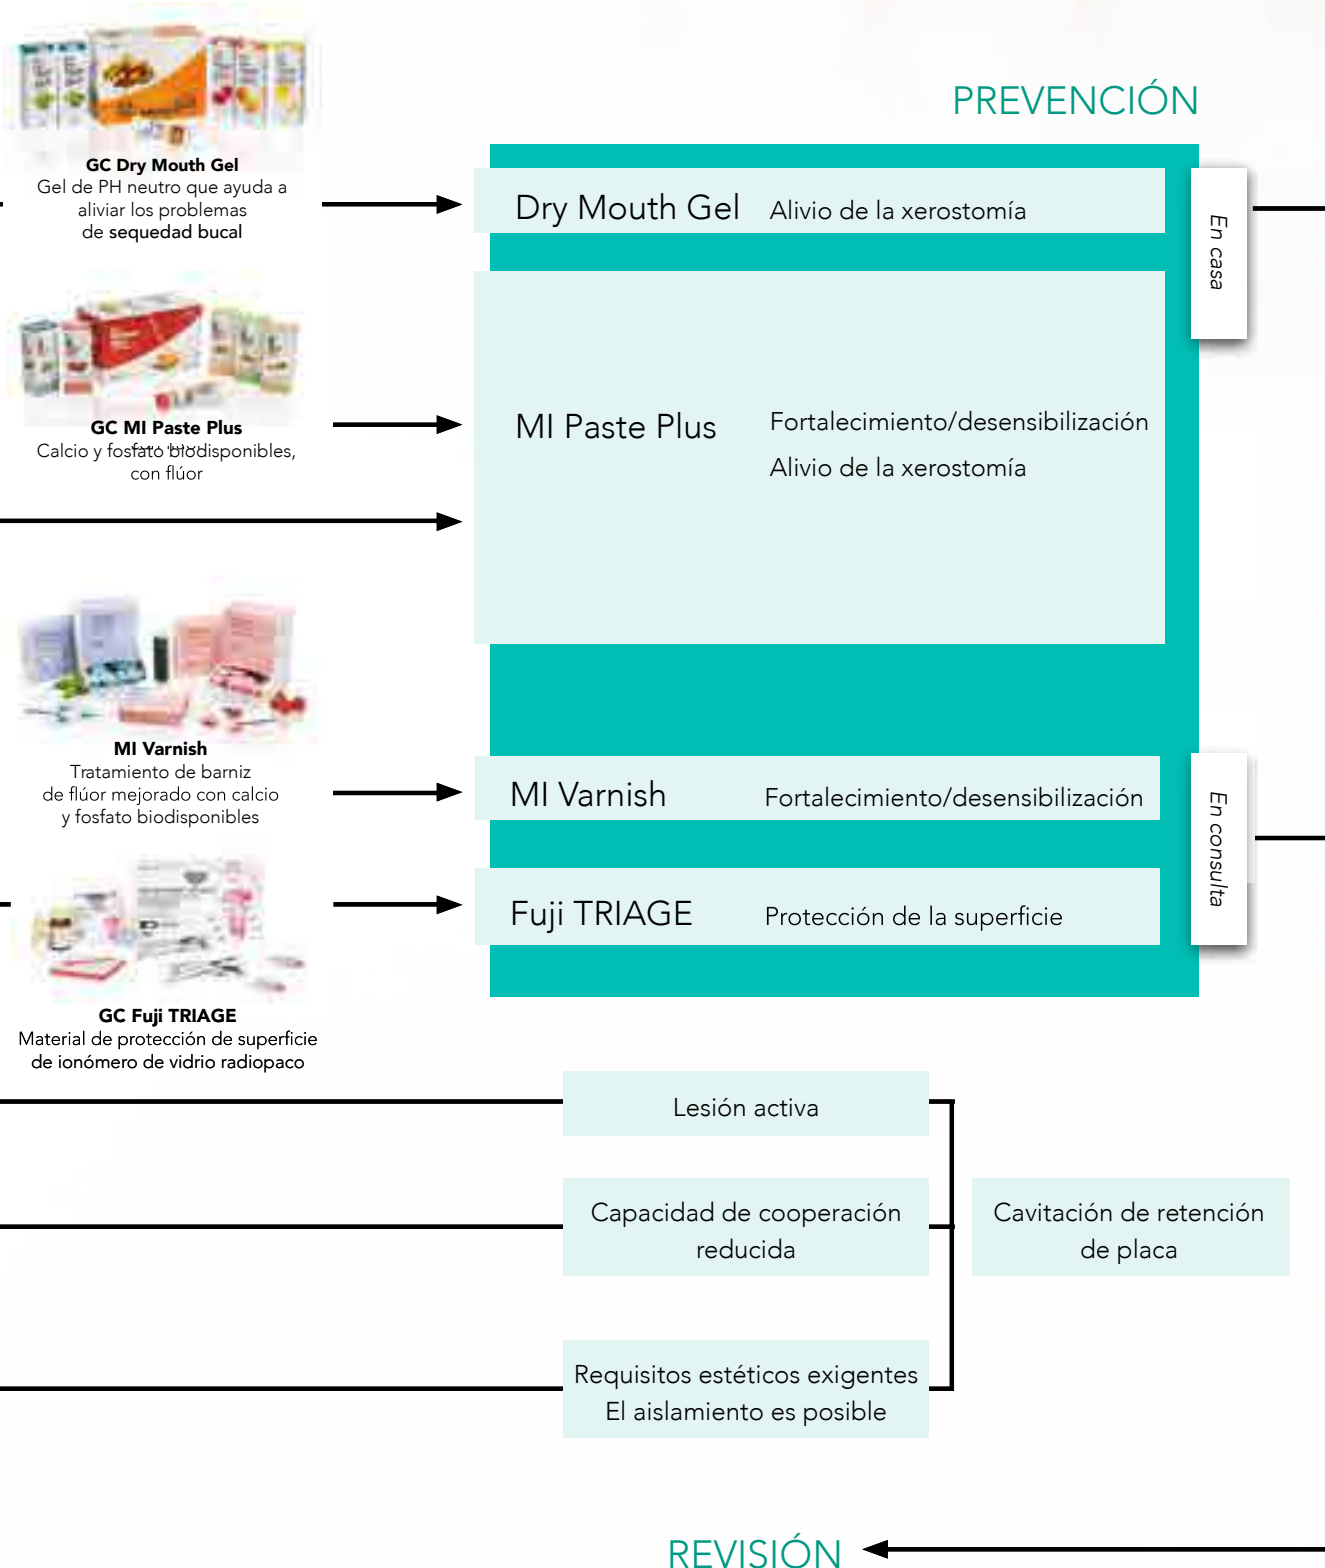 PREVENCIÓN
GC Dry Mouth Gel
Gel de PH neutro que ayuda a
aliviar los problemas
de sequedad bucal
Dry Mouth Gel Alivio de la xerostomía
En casa
GC MI Paste Plus
Calcio y fosfato biodisponibles,
con flúor
MI Paste Plus Fortalecimiento/desensibilización
Alivio de la xerostomía
MI Varnish
Tratamiento de barniz
de flúor mejorado con calcio
y fosfato biodisponibles
MI Varnish Fortalecimiento/desensibilización
En consulta
Fuji TRIAGE Protección de la superficie
GC Fuji TRIAGE
Material de protección de superficie
de ionómero de vidrio radiopaco
Lesión activa
Capacidad de cooperación
reducida
Cavitación de retención
de placa
Requisitos estéticos exigentes
El aislamiento es posible
REVISIÓN